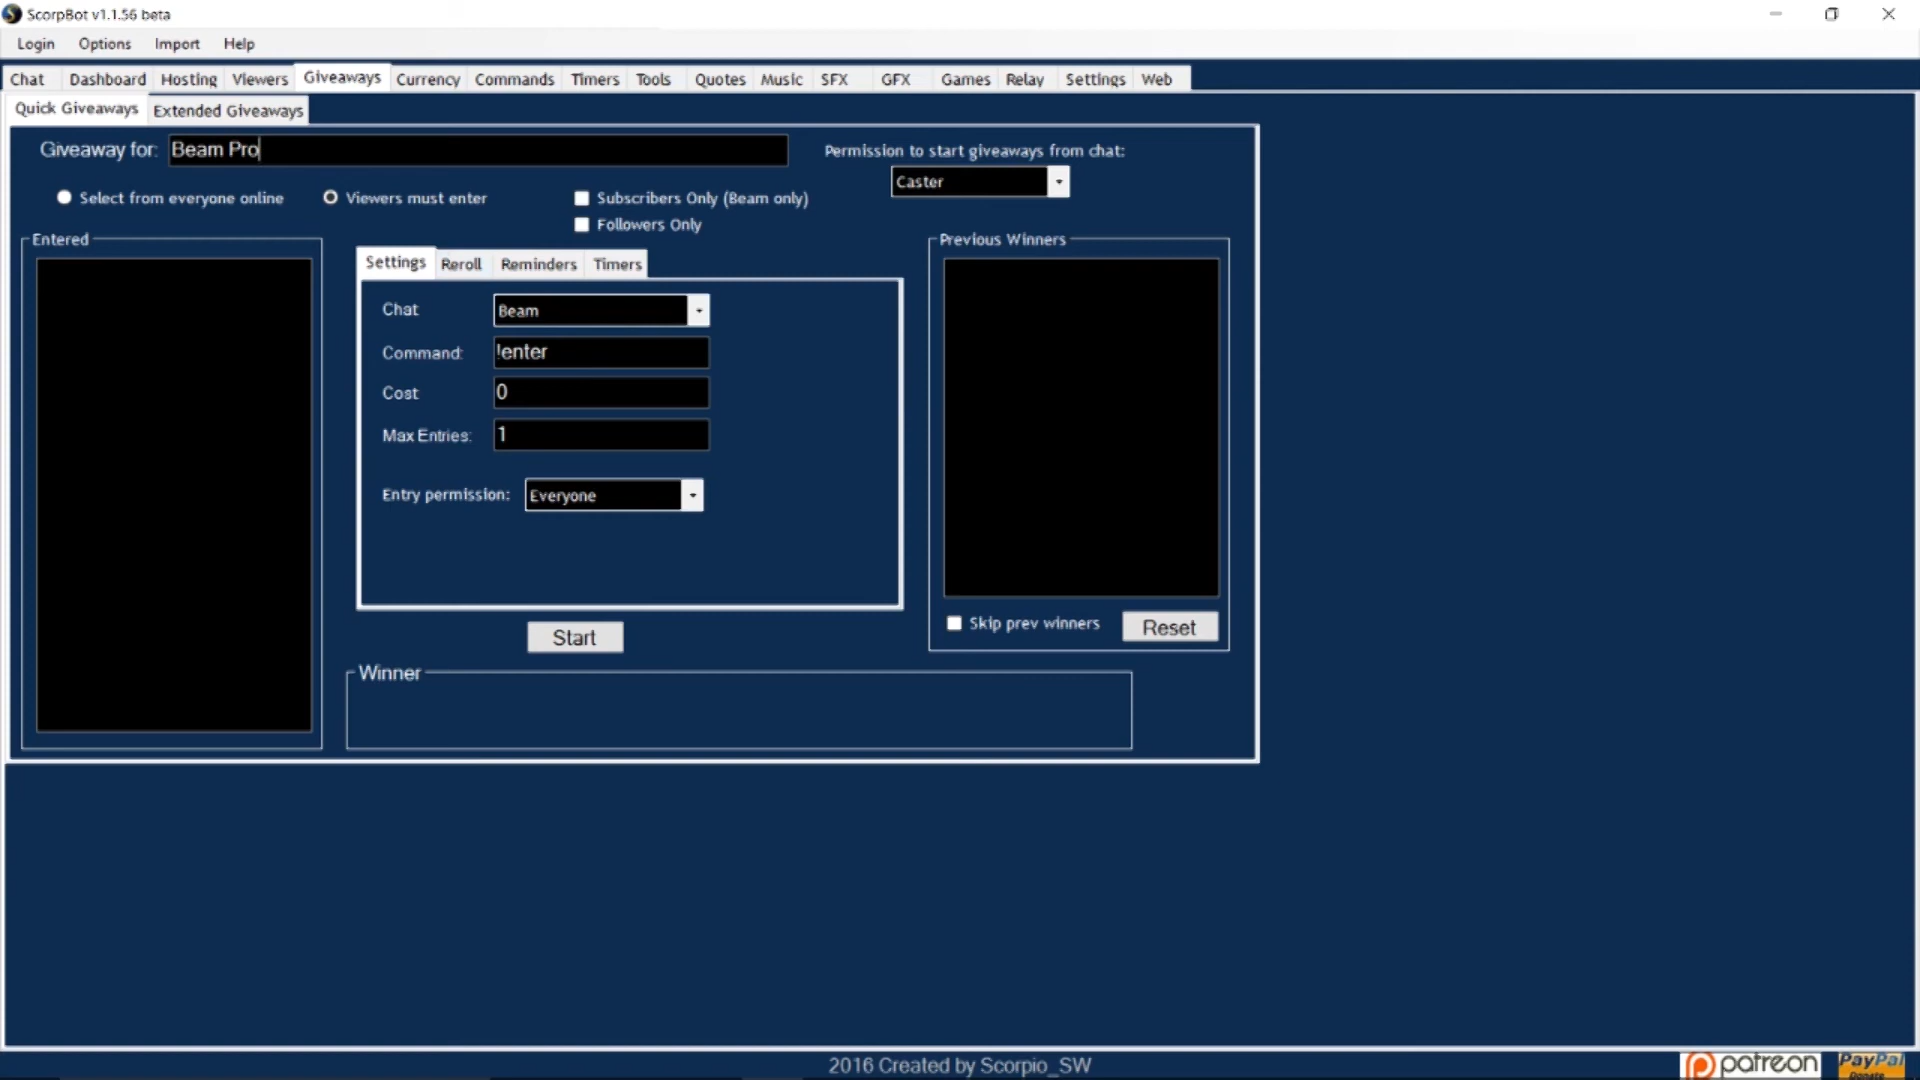 ScorpBot v1.1.56 beta
Login Options Import Help
Chat Dashboard Hosting Viewers Giveaways Currency Commands Timers Tools Quotes Music SFX GFX Games Relay Settings Web
Quick Giveaways Extended Giveaways
Giveaway for: Beam Pro
Permission to start giveaways from chat:
Caster
Select from everyone online
Viewers must enter
Subscribers Only (Beam only)
Followers Only
Entered
Settings Reroll Reminders Timers
Chat Beam
Command: !enter
Cost 0
Max Entries: 1
Entry permission: Everyone
Previous Winners
Skip prev winners Reset
Start
Winner
2016 Created by Scorpio_SW
patreon
PayPal
Donate